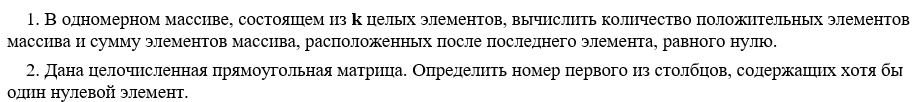 1. В одномерном массиве, состоящем из k целых элементов, вычислить количество положительных элементов
массива и сумму элементов массива, расположенных после последнего элемента, равного нулю.
2. Дана целочисленная прямоугольная матрица. Определить номер первого из столбцов, содержащих хотя бы
один нулевой элемент.